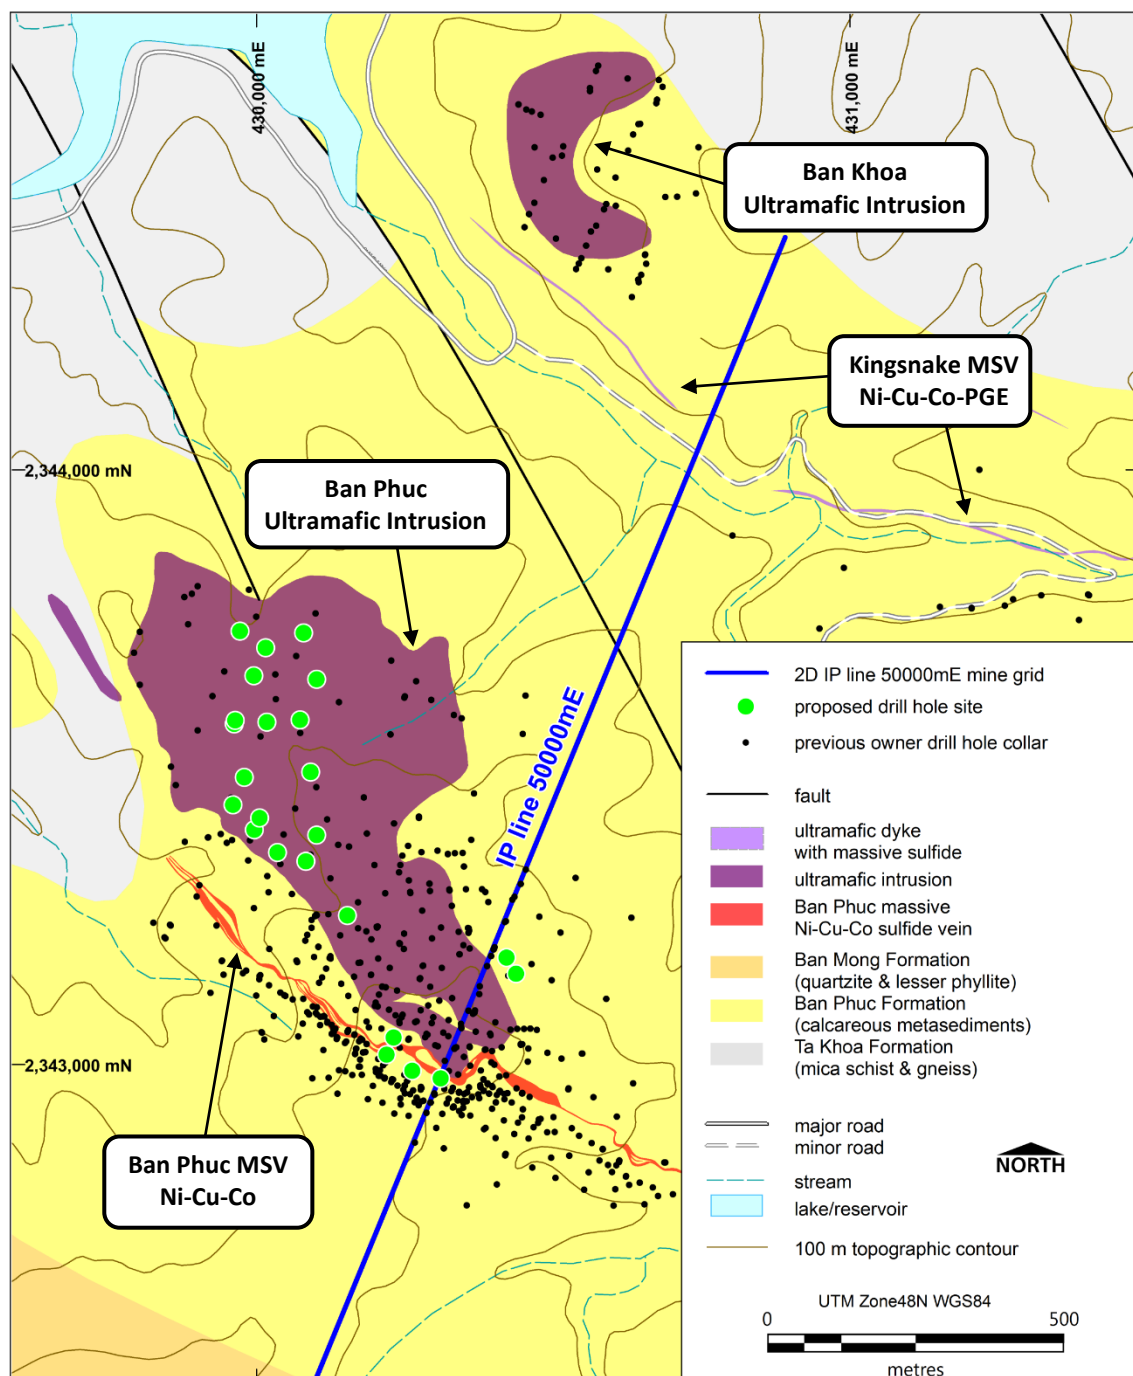 430,000 mE
431,000 mE
Ban Khoa
Ultramafic Intrusion
Kingsnake MSV
Ni-Cu-Co-PGE
2,344,000 mN
Ban Phuc
Ultramafic Intrusion
IP line 50000mE
2,343,000 mN
Ban Phuc MSV
Ni-Cu-Co
2D IP line 50000mE mine grid
proposed drill hole site
previous owner drill hole collar
fault
ultramafic dyke
with massive sulfide
ultramafic intrusion
Ban Phuc massive
Ni-Cu-Co sulfide vein
Ban Mong Formation
(quartzite & lesser phyllite)
Ban Phuc Formation
(calcareous metasediments)
Ta Khoa Formation
(mica schist & gneiss)
major road
minor road
NORTH
stream
lake/reservoir
100 m topographic contour
UTM Zone48N WGS84
0 500
metres